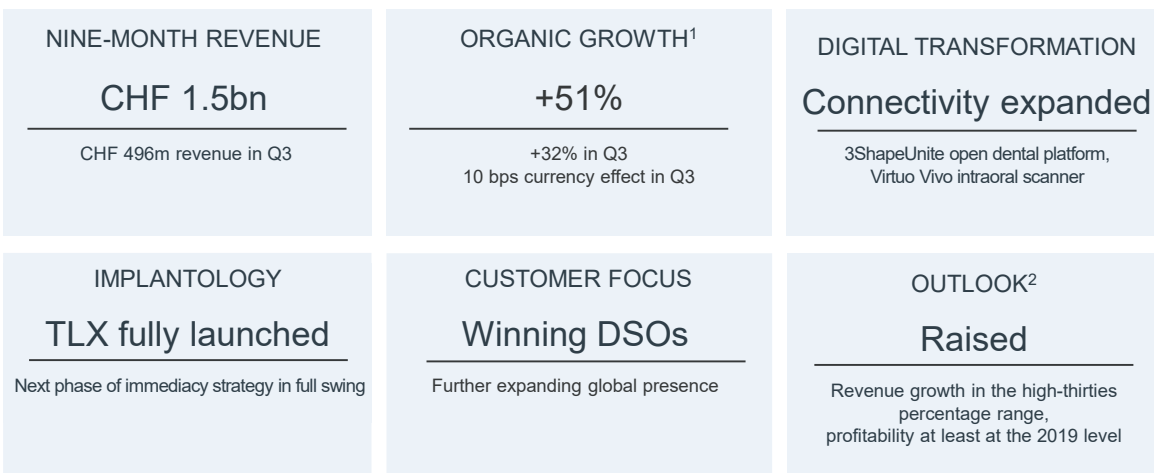 NINE-MONTH REVENUE
CHF 1.5bn
CHF 496m revenue in Q3
ORGANIC GROWTH¹
+51%
+32% in Q3
10 bps currency effect in Q3
DIGITAL TRANSFORMATION
Connectivity expanded
3ShapeUnite open dental platform,
Virtuo Vivo intraoral scanner
IMPLANTOLOGY
TLX fully launched
Next phase of immediacy strategy in full swing
CUSTOMER FOCUS
Winning DSOs
Further expanding global presence
OUTLOOK²
Raised
Revenue growth in the high-thirties
percentage range,
profitability at least at the 2019 level